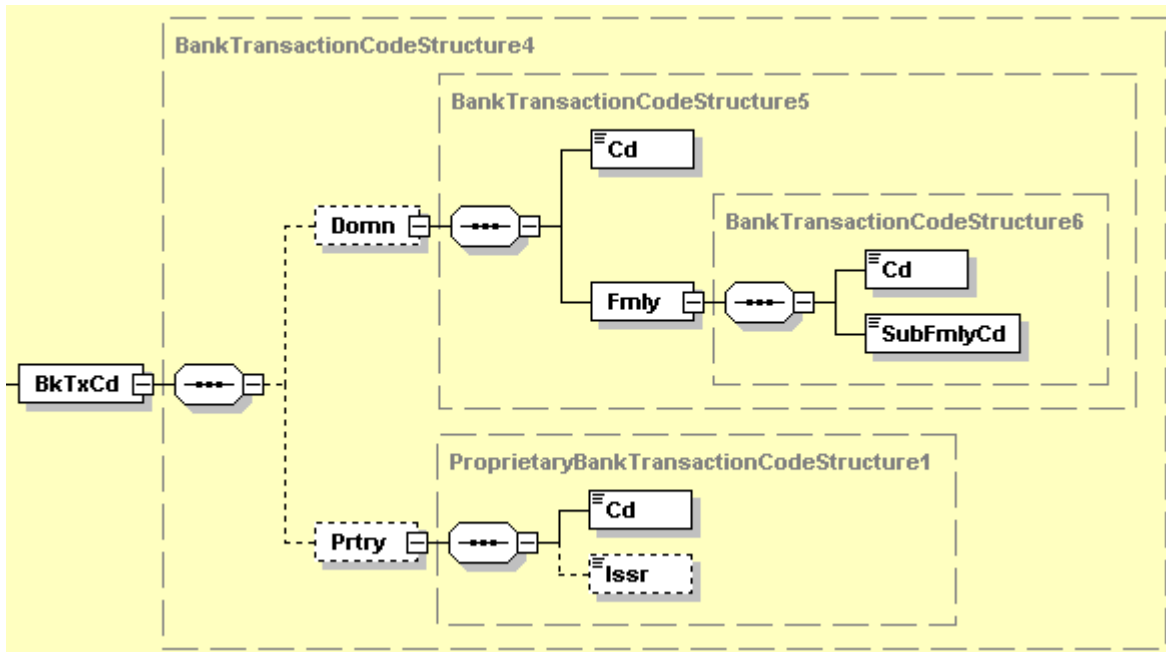 BankTransactionCodeStructure4
BankTransactionCodeStructure5
Cd
BankTransactionCodeStructure6
Domn
Cd
Fmly
SubFmlyCd
BkTxCd
ProprietaryBankTransactionCodeStructure1
Cd
Prtry
Issr